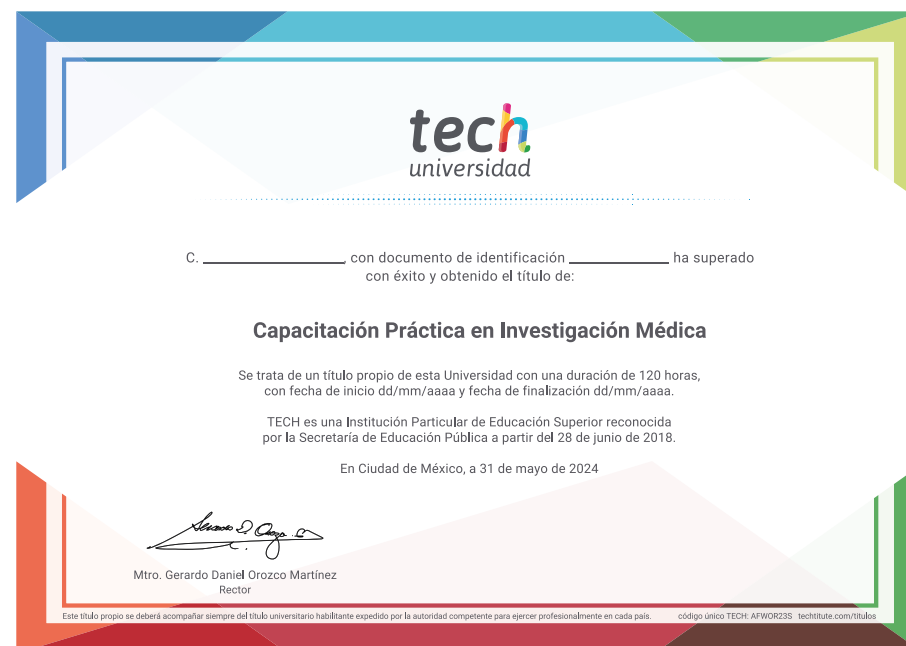 tech
universidad
C. ____________________, con documento de identificación ______________ ha superado
con éxito y obtenido el título de:
Capacitación Práctica en Investigación Médica
Se trata de un título propio de esta Universidad con una duración de 120 horas,
con fecha de inicio dd/mm/aaaa y fecha de finalización dd/mm/aaaa.
TECH es una Institución Particular de Educación Superior reconocida
por la Secretaría de Educación Pública a partir del 28 de junio de 2018.
En Ciudad de México, a 31 de mayo de 2024
Mtro. Gerardo Daniel Orozco Martínez
Rector
Este título propio se deberá acompañar siempre del título universitario habilitante expedido por la autoridad competente para ejercer profesionalmente en cada país. código único TECH: AFWOR23S techtitute.com/titulos